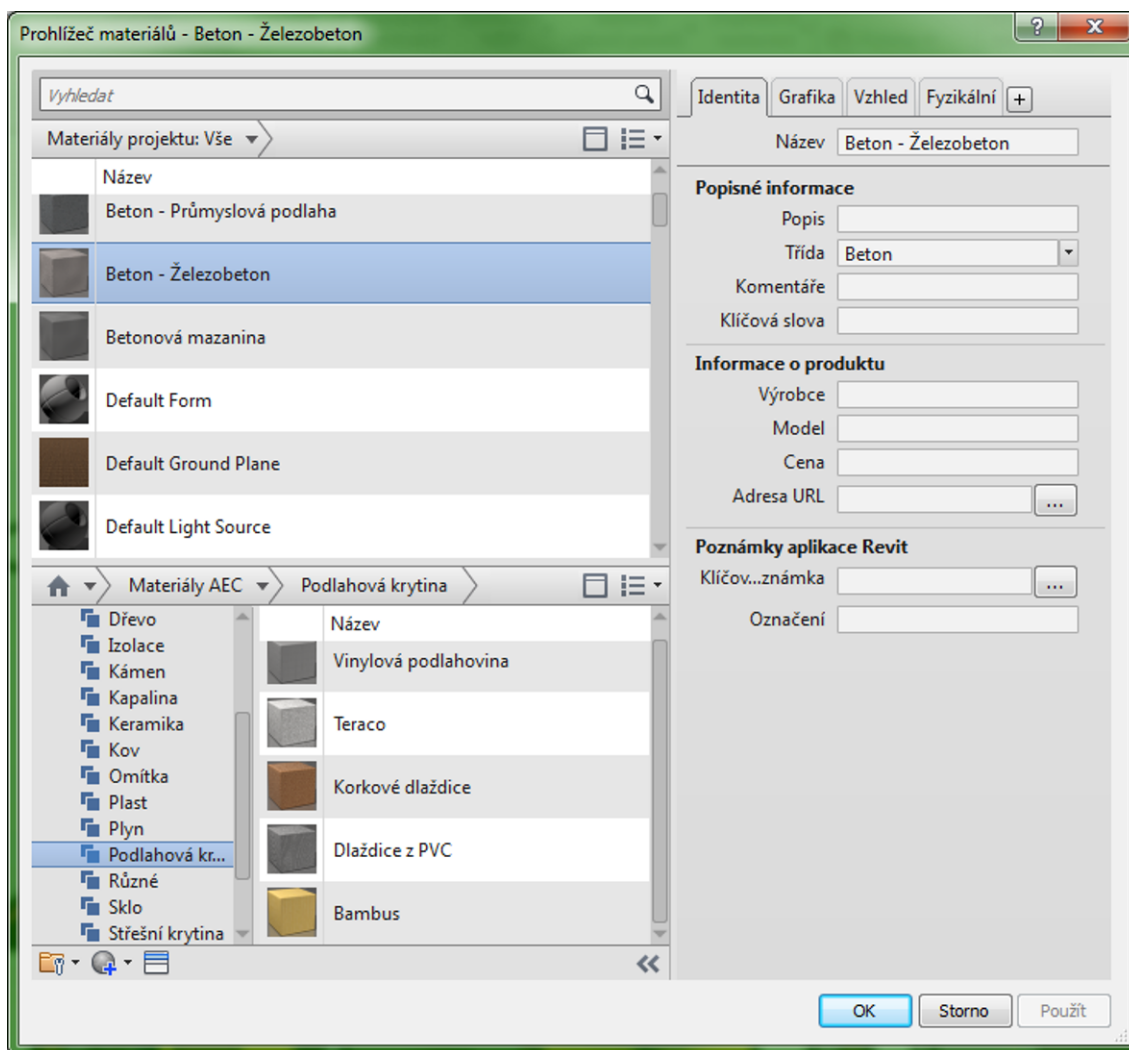 Prohlížeč materiálů - Beton - Železobeton
Vyhledat
Materiály projektu: Vše
Název
Beton - Průmyslová podlaha
Beton - Železobeton
Betonová mazanina
Default Form
Default Ground Plane
Default Light Source
Materiály AEC
Podlahová krytina
Dřevo
Izolace
Kámen
Kapalina
Keramika
Kov
Omítka
Plast
Plyn
Podlahová kr...
Různé
Sklo
Střešní krytina
Název
Vinylová podlahovina
Teraco
Korkové dlaždice
Dlaždice z PVC
Bambus
Identita Grafika Vzhled Fyzikální +
Název Beton - Železobeton
Popisné informace
Popis
Třída Beton
Komentáře
Klíčová slova
Informace o produktu
Výrobce
Model
Cena
Adresa URL ...
Poznámky aplikace Revit
Klíčov...známka ...
Označení
OK Storno Použít